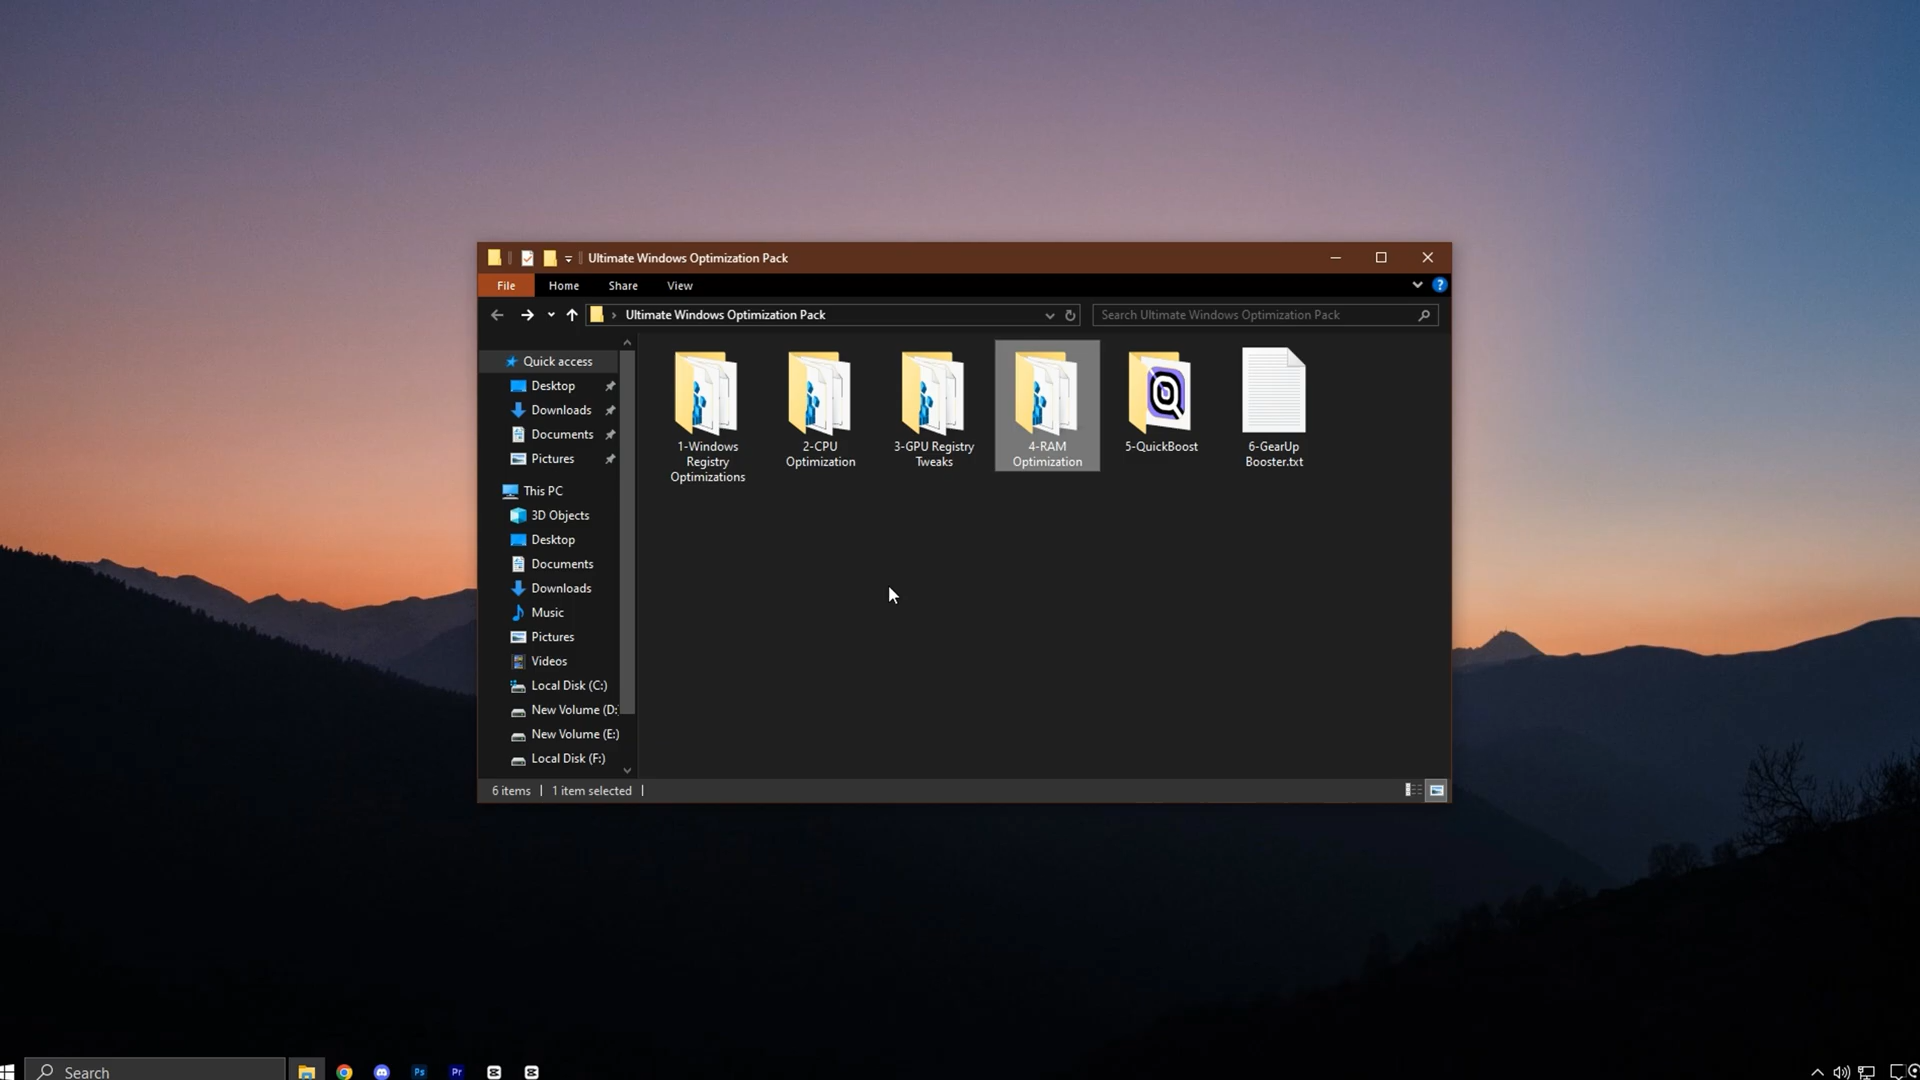 Ultimate Windows Optimization Pack
File Home Share View
Ultimate Windows Optimization Pack
Search Ultimate Windows Optimization Pack
Quick access
Desktop
Downloads
Documents
Pictures
This PC
3D Objects
Desktop
Documents
Downloads
Music
Pictures
Videos
Local Disk (C:)
New Volume (D:
New Volume (E:)
Local Disk (F:)
1-Windows
Registry
Optimizations
2-CPU
Optimization
3-GPU Registry
Tweaks
4-RAM
Optimization
5-QuickBoost
6-GearUp
Booster.txt
6 items 1 item selected
Search
Ps
Pr